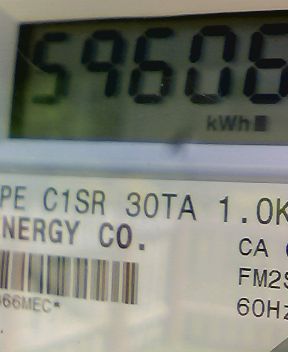 59606
kWh
PE C1SR 30TA 1.0K
NERGY CO.
CA
FM2S
66MEC*
60Hz